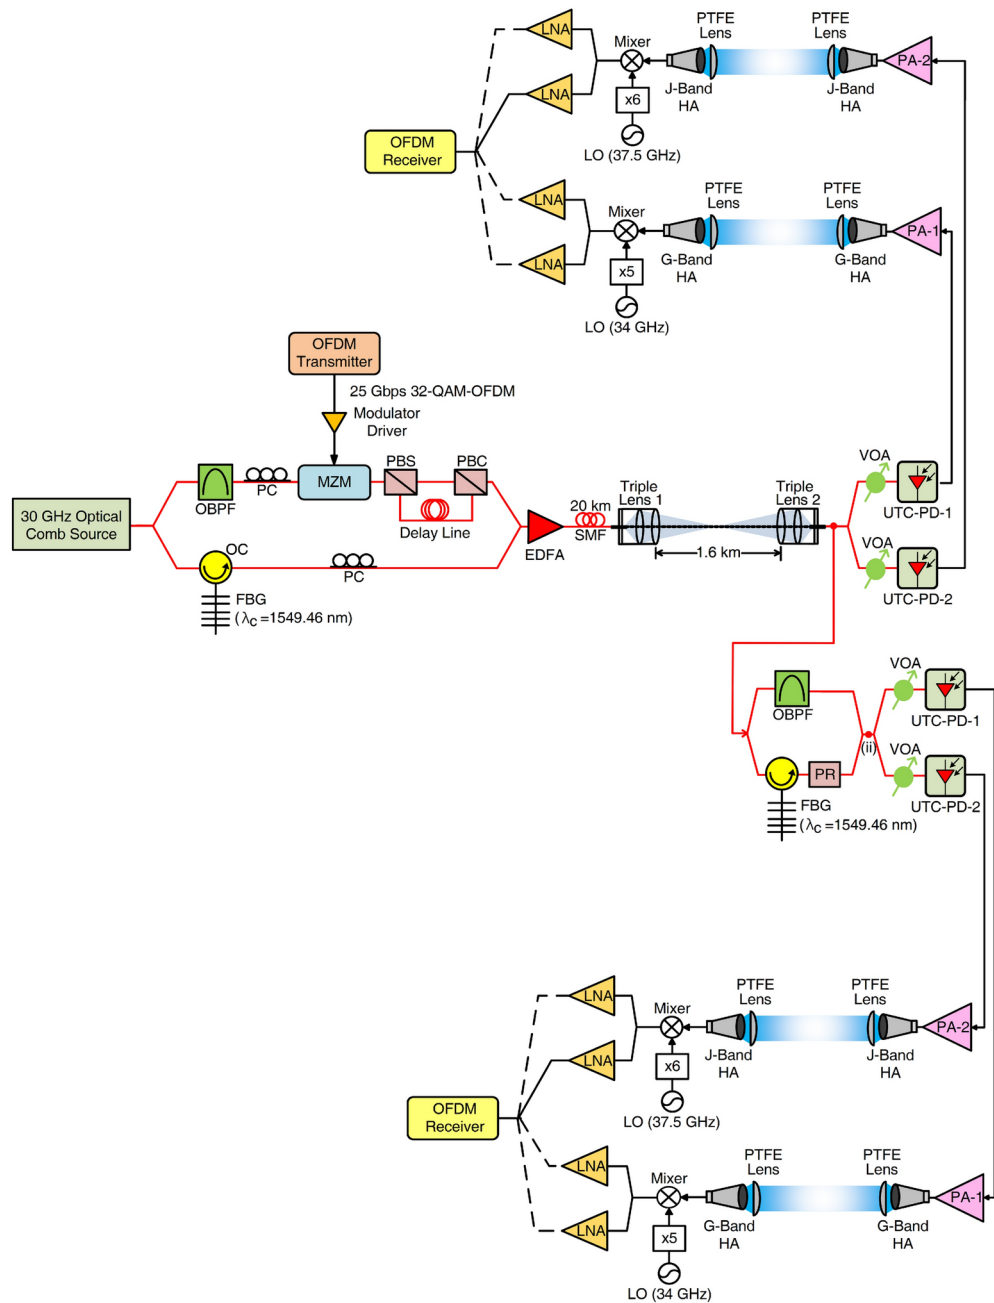 PTFE
Lens
PTFE
Lens
LNA
Mixer
PA-2
J-Band
HA
J-Band
HA
LNA
x6
OFDM
Receiver
LO (37.5 GHz)
PTFE
Lens
PTFE
Lens
LNA
Mixer
PA-1
G-Band
HA
G-Band
HA
LNA
x5
LO (34 GHz)
OFDM
Transmitter
25 Gbps 32-QAM-OFDM
Modulator
Driver
PBS
PBC
MZM
OBPF
PC
Delay Line
30 GHz Optical
Comb Source
OC
PC
FBG
(λc =1549.46 nm)
EDFA
20 km
SMF
Triple
Lens 1
Triple
Lens 2
1.6 km
VOA
UTC-PD-1
VOA
UTC-PD-2
VOA
UTC-PD-1
OBPF
(ii)
VOA
UTC-PD-2
PR
FBG
(λc =1549.46 nm)
PTFE
Lens
PTFE
Lens
LNA
Mixer
PA-2
J-Band
HA
J-Band
HA
LNA
x6
OFDM
Receiver
LO (37.5 GHz)
PTFE
Lens
PTFE
Lens
LNA
Mixer
PA-1
G-Band
HA
G-Band
HA
LNA
x5
LO (34 GHz)